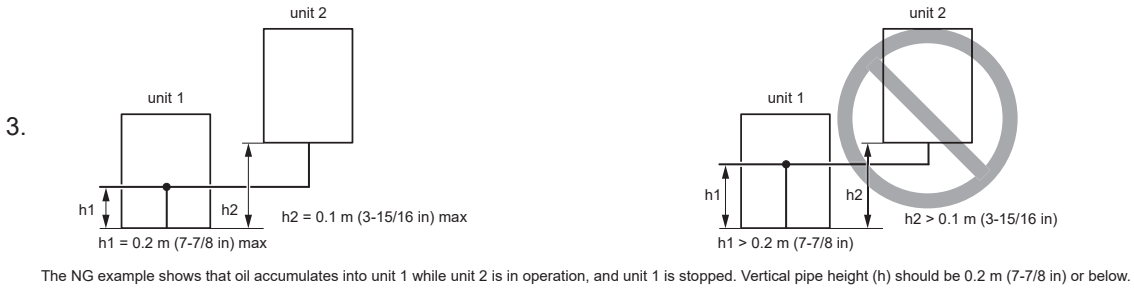 unit 2
unit 2
unit 1
unit 1
3.
h1
h2
h2 = 0.1 m (3-15/16 in) max
h1 = 0.2 m (7-7/8 in) max
h1
h2
h2 > 0.1 m (3-15/16 in)
h1 > 0.2 m (7-7/8 in)
The NG example shows that oil accumulates into unit 1 while unit 2 is in operation, and unit 1 is stopped. Vertical pipe height (h) should be 0.2 m (7-7/8 in) or below.